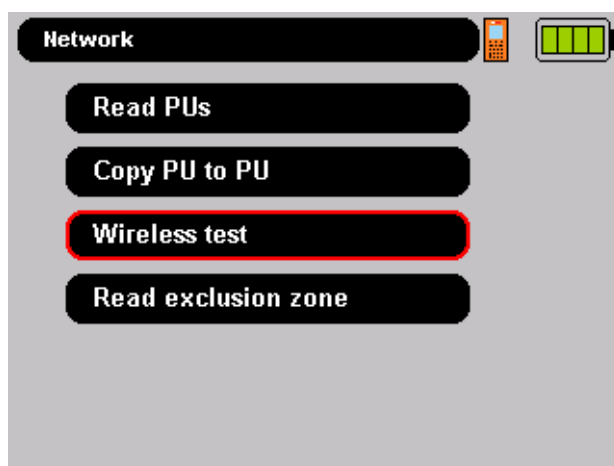 Network
Read PUs
Copy PU to PU
Wireless test
Read exclusion zone